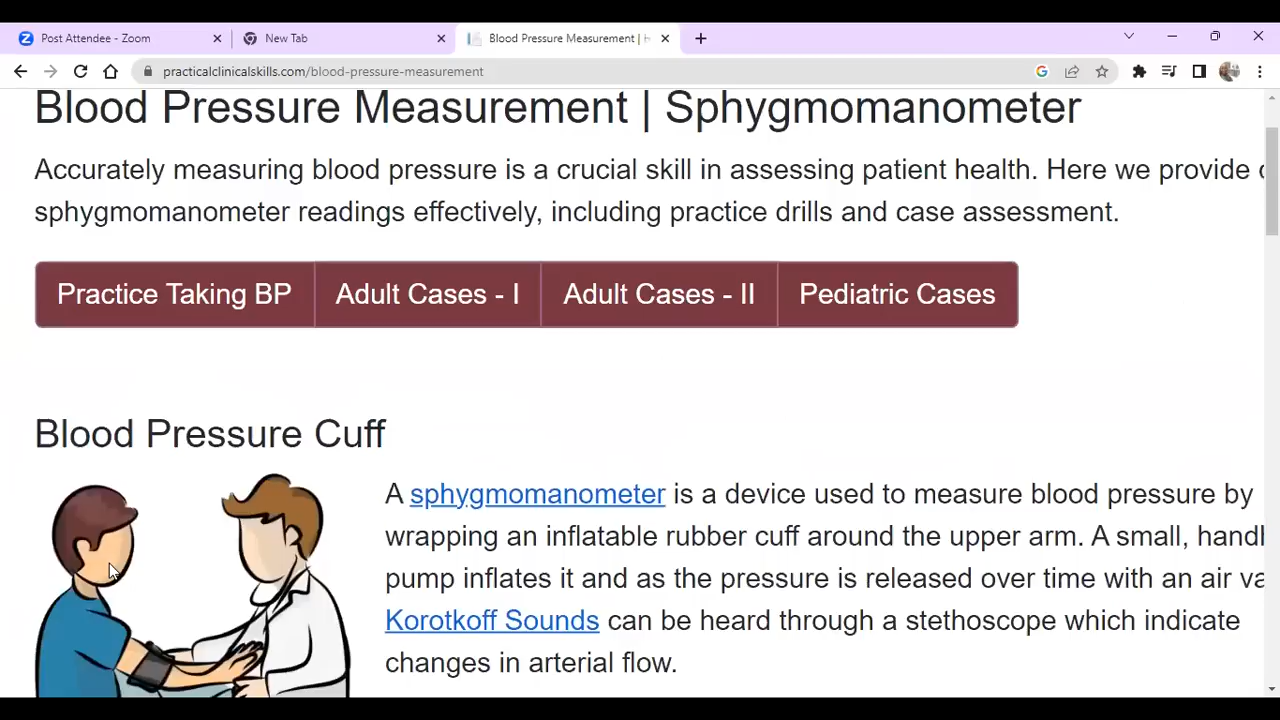 Post Attendee - Zoom
New Tab
Blood Pressure Measurement |
practicalclinicalskills.com/blood-pressure-measurement
Blood Pressure Measurement | Sphygmomanometer
Accurately measuring blood pressure is a crucial skill in assessing patient health. Here we provide
sphygmomanometer readings effectively, including practice drills and case assessment.
Practice Taking BP
Adult Cases - I
Adult Cases - II
Pediatric Cases
Blood Pressure Cuff
A sphygmomanometer is a device used to measure blood pressure by
wrapping an inflatable rubber cuff around the upper arm. A small,
pump inflates it and as the pressure is released over time with an air
Korotkoff Sounds can be heard through a stethoscope which indicate
changes in arterial flow.